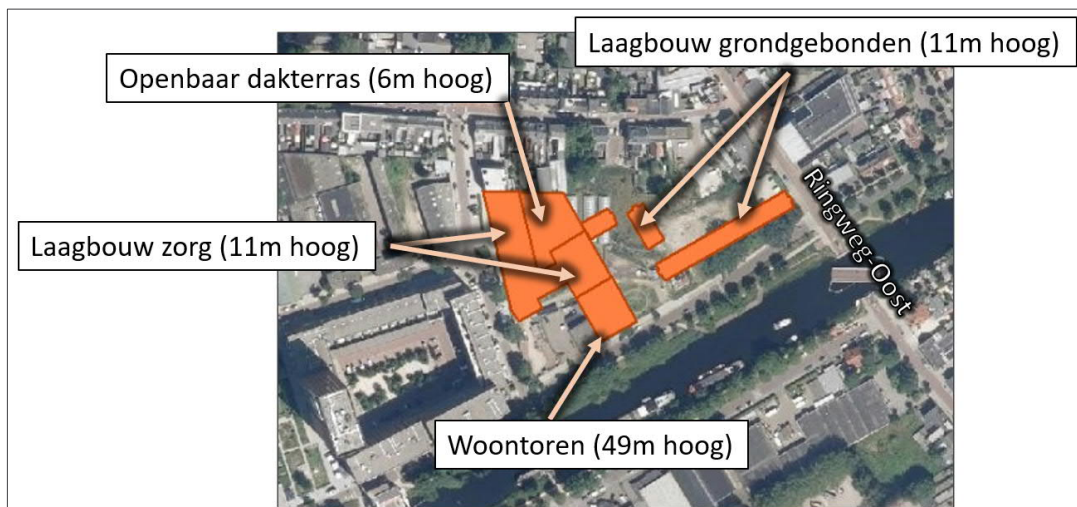 Laagbouw grondgebonden (11m hoog)
Openbaar dakterras (6m hoog)
Ringweg-Oost
Laagbouw zorg (11m hoog)
Woontoren (49m hoog)